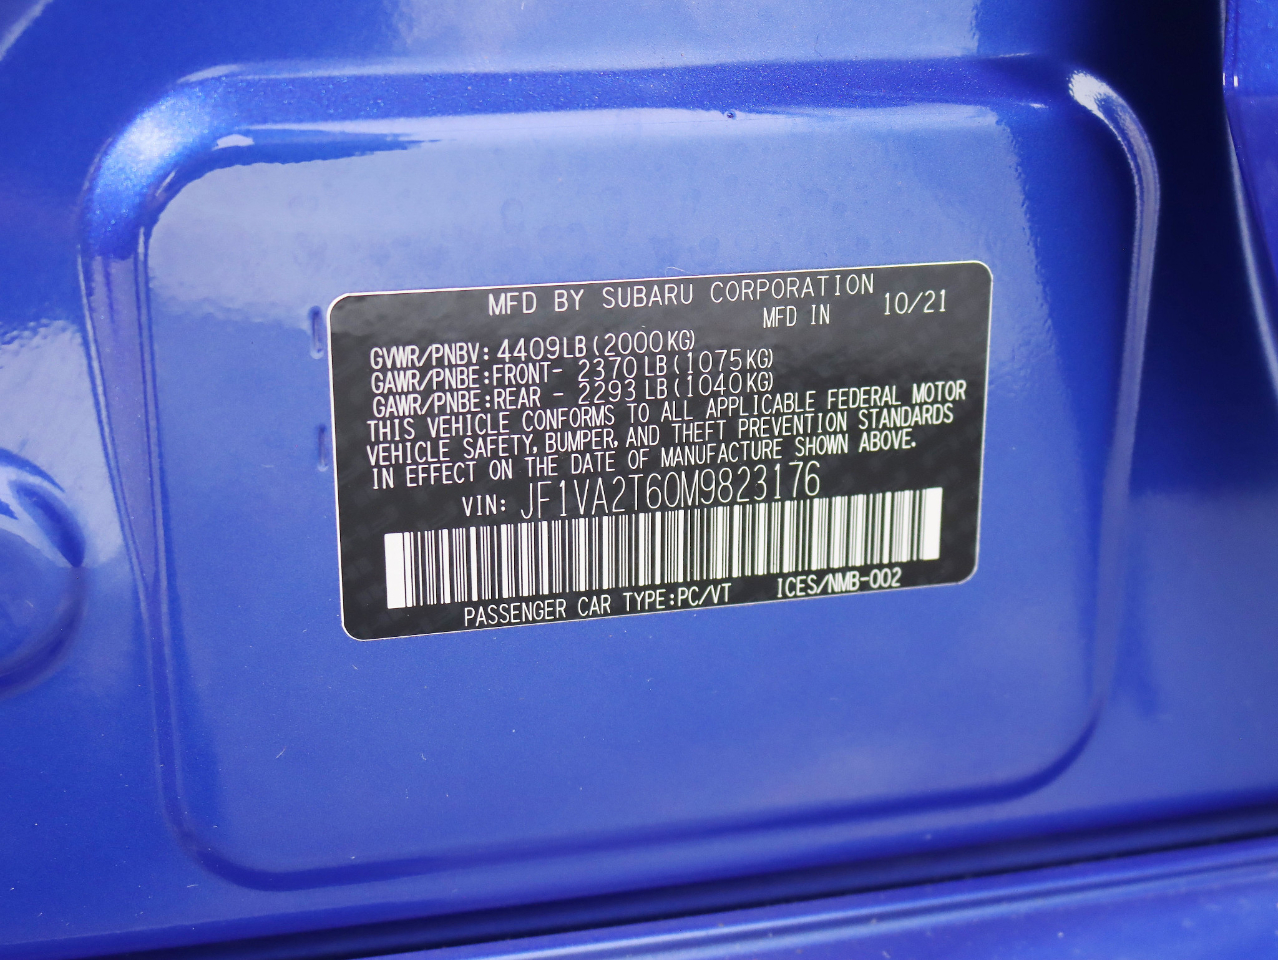 MFD BY SUBARU CORPORATION
MFD IN 10/21
GVWR/PNBV: 4409LB(2000KG)
GAWR/PNBE:FRONT- 2370LB(1075KG)
GAWR/PNBE:REAR - 2293LB(1040KG)
THIS VEHICLE CONFORMS TO ALL APPLICABLE FEDERAL MOTOR
VEHICLE SAFETY, BUMPER, AND THEFT PREVENTION STANDARDS
IN EFFECT ON THE DATE OF MANUFACTURE SHOWN ABOVE.
VIN: JF1VA2T60M9823176
PASSENGER CAR TYPE:PC/VT ICES/NMB-002